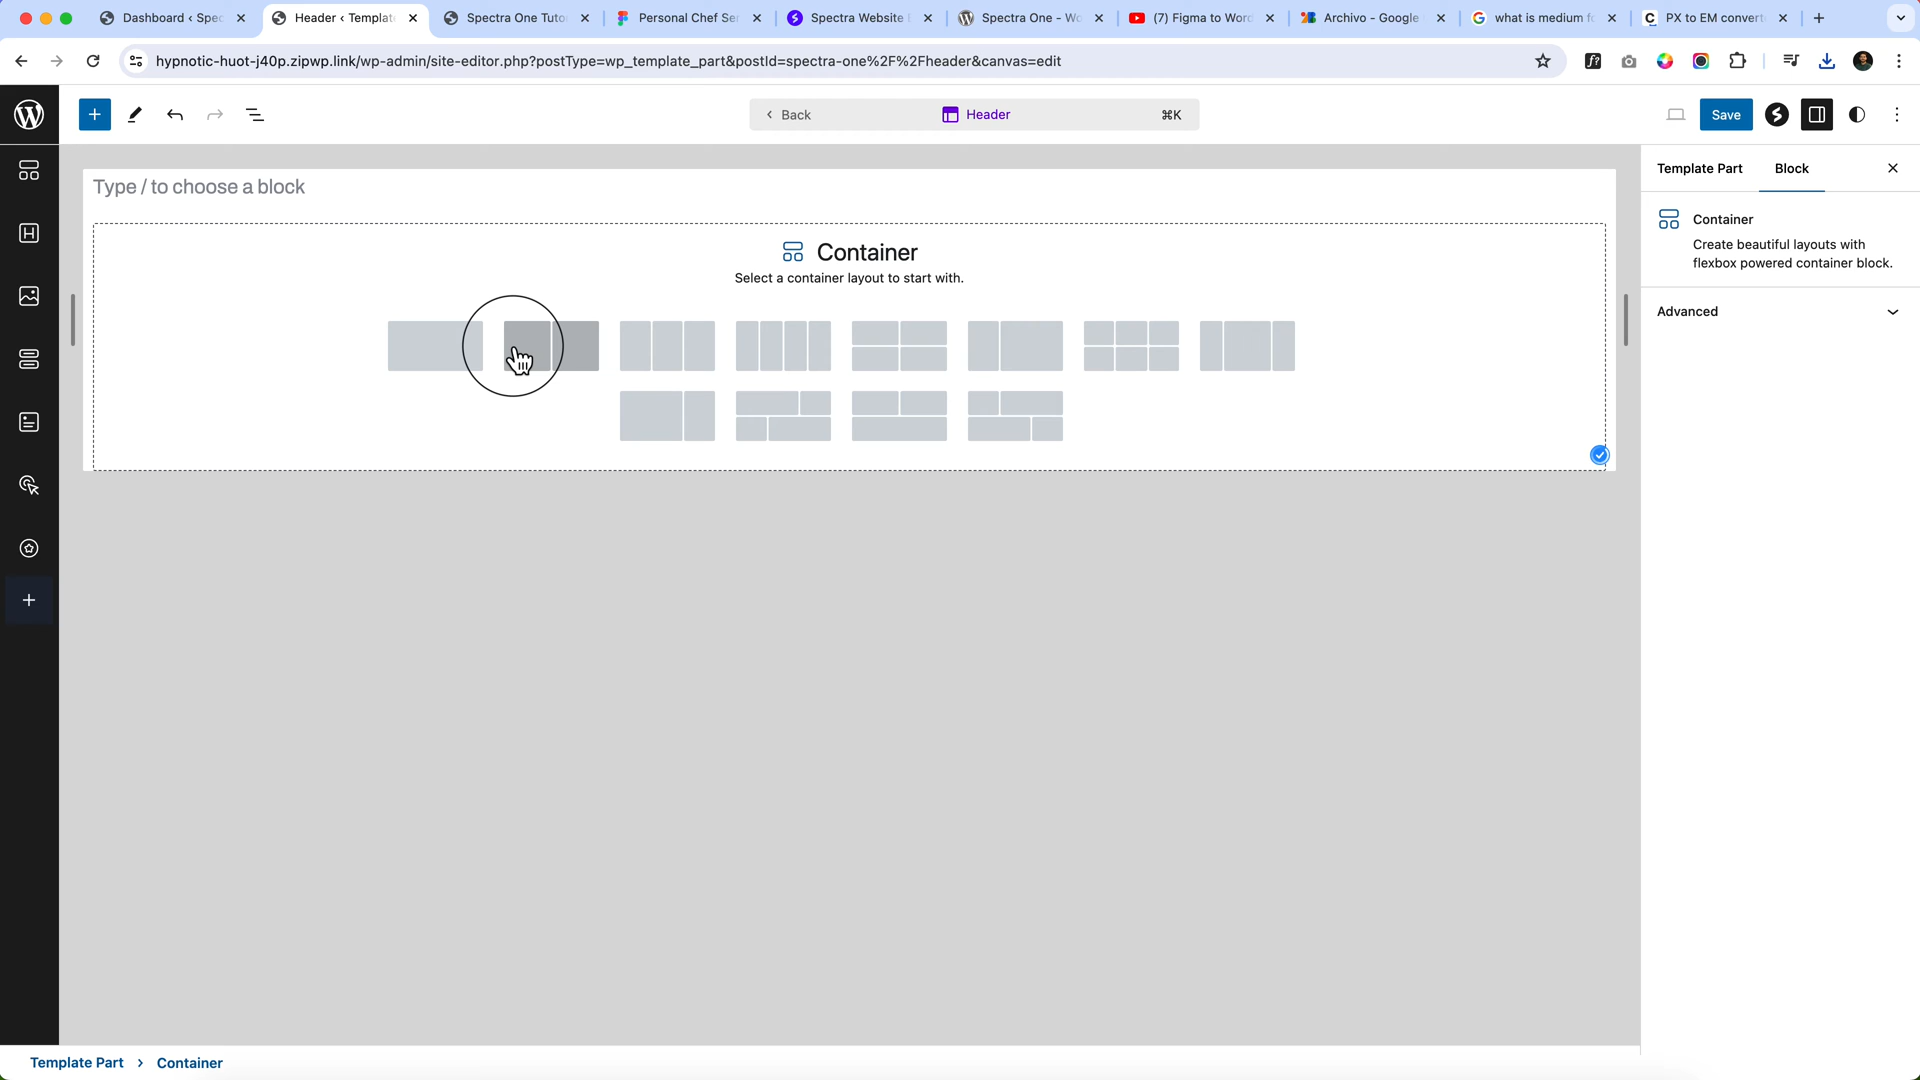 Dashboard ‹ Spec
Header ‹ Templat
Spectra One Tuto
Personal Chef Ser
Spectra Website
Spectra One - Wo
(7) Figma to Word
Archivo - Google
what is medium f
PX to EM convert
hypnotic-huot-j40p.zipwp.link/wp-admin/site-editor.php?postType=wp_template_part&postId=spectra-one%2F%2Fheader&canvas=edit
Back
Header
⌘K
Save
Type / to choose a block
Template Part
Block
Container
Create beautiful layouts with
flexbox powered container block.
Advanced
Container
Select a container layout to start with.
Template Part › Container